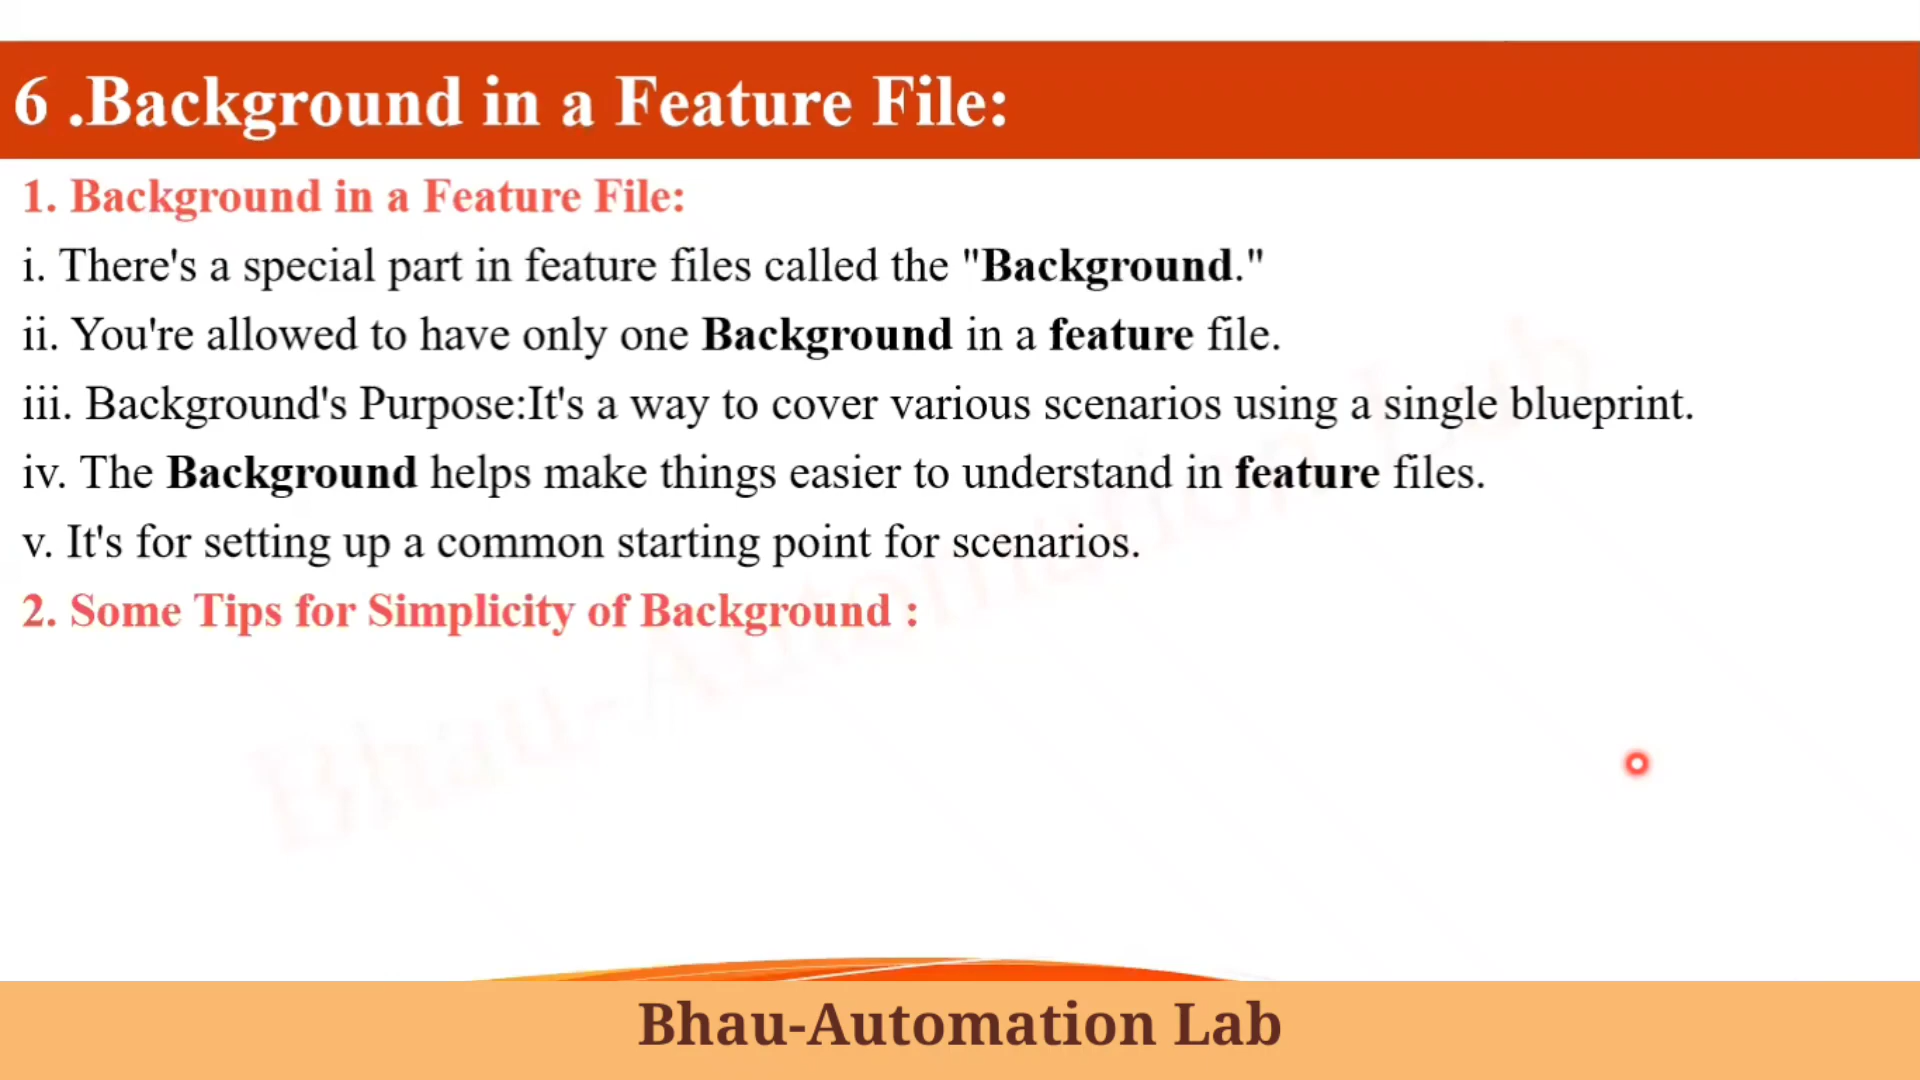 6 .Background in a Feature File:
1. Background in a Feature File:
i. There's a special part in feature files called the "Background."
ii. You're allowed to have only one Background in a feature file.
iii. Background's Purpose:It's a way to cover various scenarios using a single blueprint.
iv. The Background helps make things easier to understand in feature files.
v. It's for setting up a common starting point for scenarios.
2. Some Tips for Simplicity of Background :
Bhau-Automation Lab
Bhau-Automation Lab